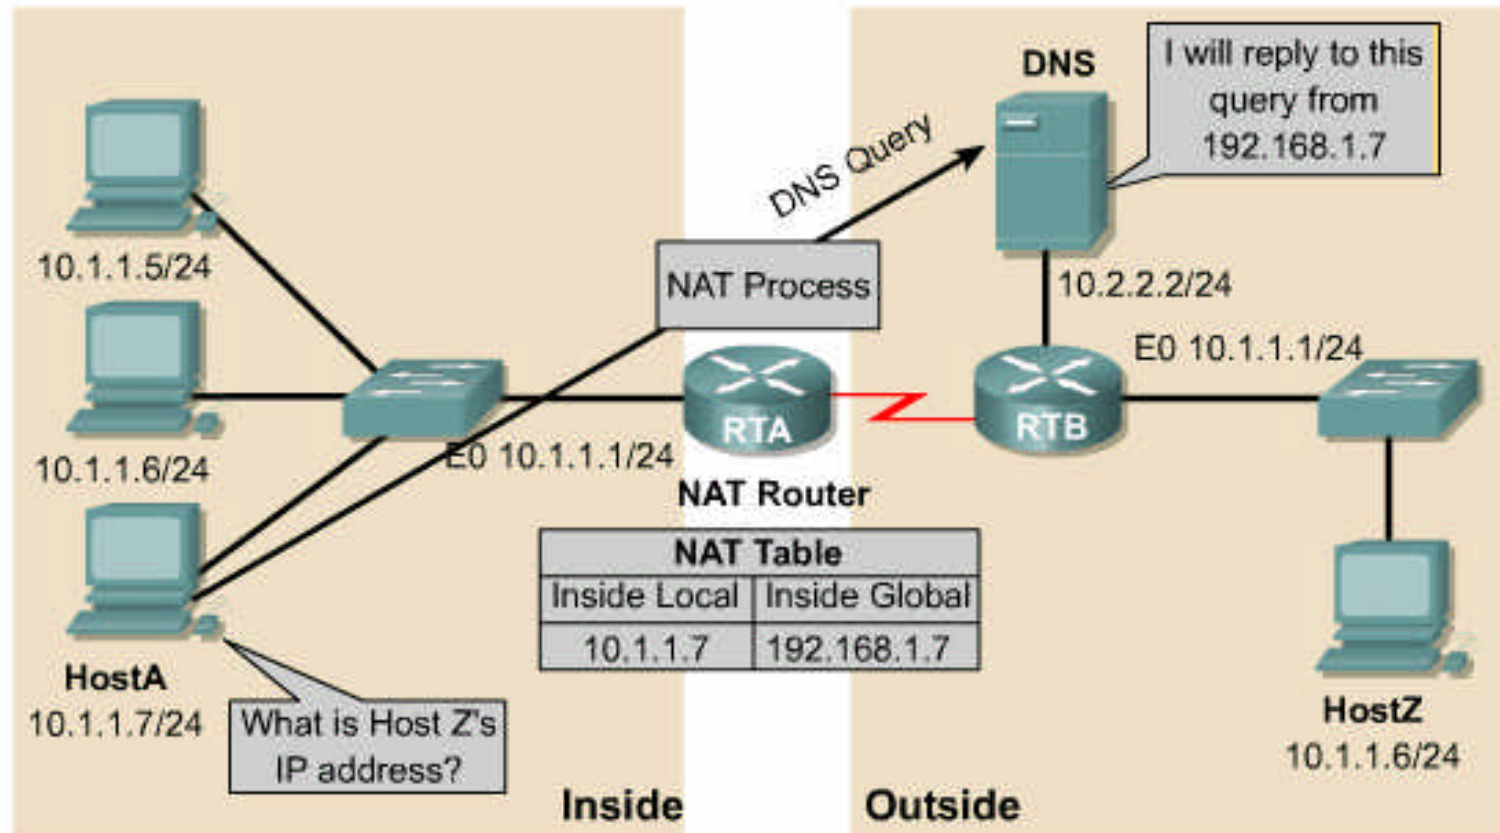 DNS
I will reply to this
query from
192.168.1.7
DNS Query
10.1.1.5/24
NAT Process
10.2.2.2/24
E0 10.1.1.1/24
RTA
RTB
10.1.1.6/24
E0 10.1.1.1/24
NAT Router
NAT Table
Inside Local Inside Global
10.1.1.7 192.168.1.7
HostA
10.1.1.7/24
What is Host Z's
IP address?
HostZ
10.1.1.6/24
Inside
Outside